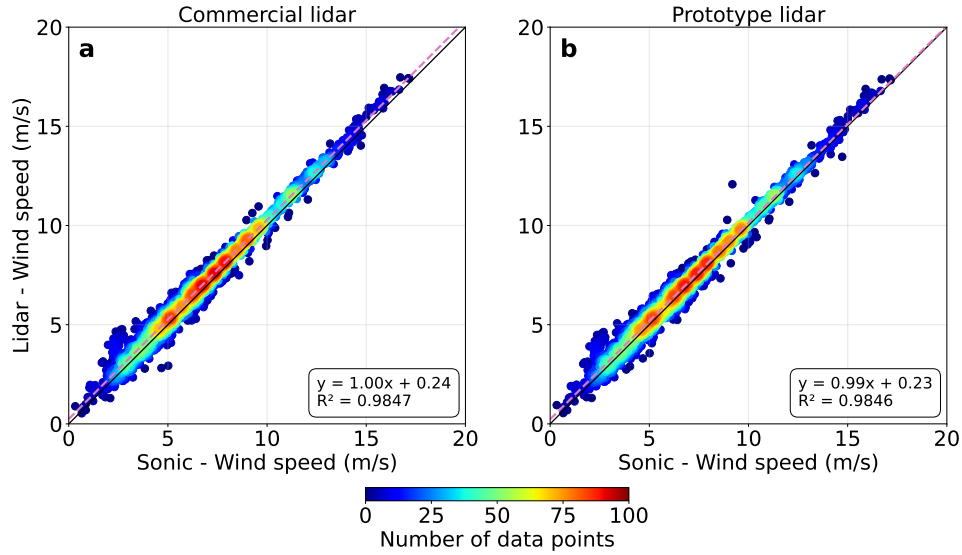 Commercial lidar
Prototype lidar
a
b
20
15
10
5
0
20
15
10
5
0
Lidar - Wind speed (m/s)
y = 1.00x + 0.24
R² = 0.9847
y = 0.99x + 0.23
R² = 0.9846
0 5 10 15 20
0 5 10 15 20
Sonic - Wind speed (m/s)
Sonic - Wind speed (m/s)
0 25 50 75 100
Number of data points